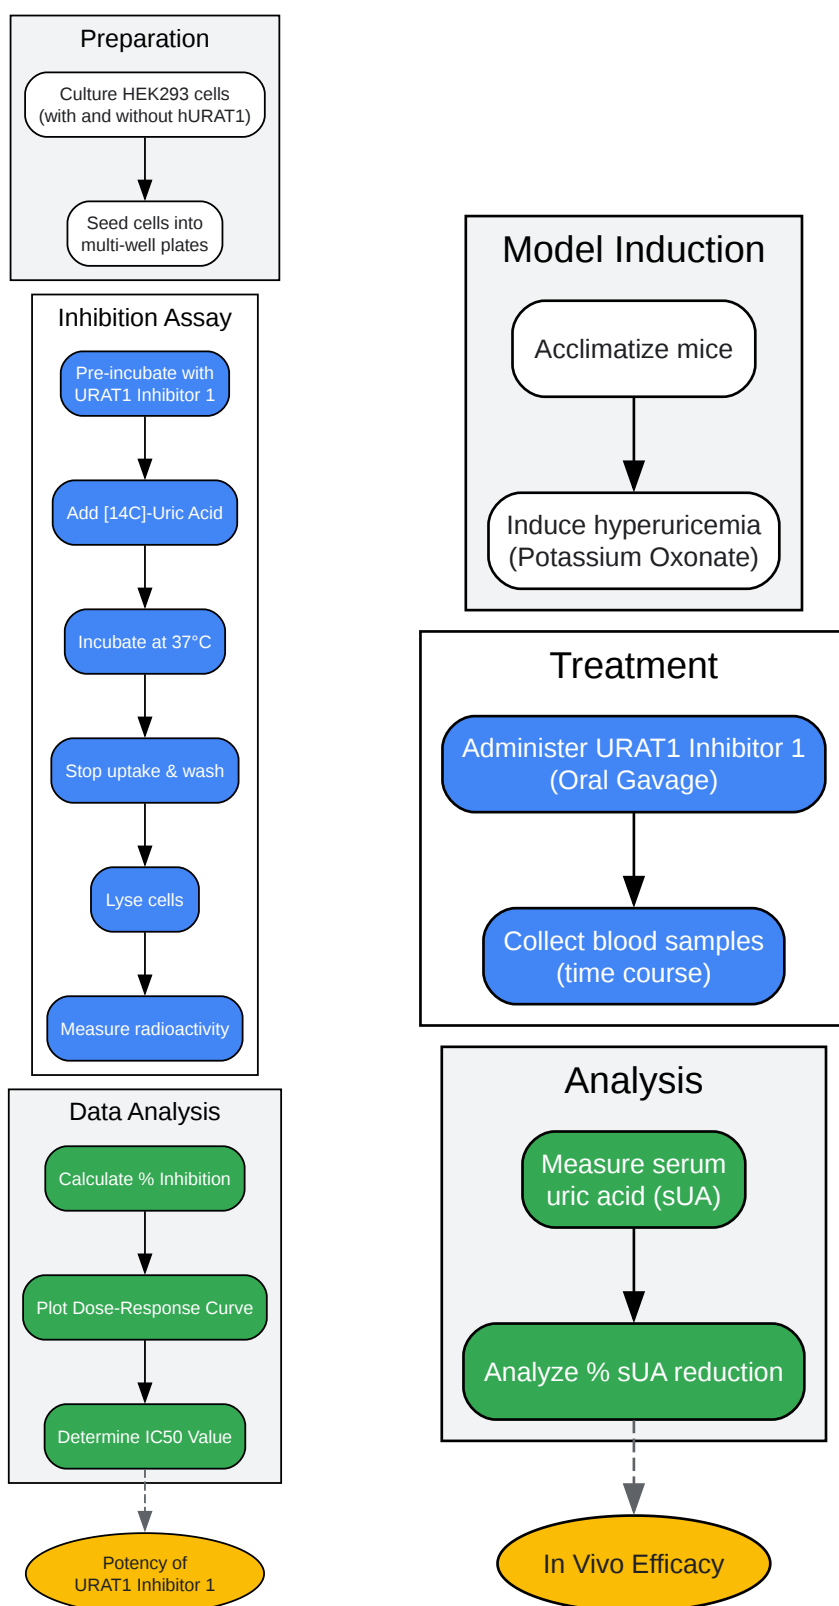 Preparation
Culture HEK293 cells
(with and without hURAT1)
Seed cells into
multi-well plates
Inhibition Assay
Pre-incubate with
URAT1 Inhibitor 1
Add [14C]-Uric Acid
Incubate at 37°C
Stop uptake & wash
Lyse cells
Measure radioactivity
Data Analysis
Calculate % Inhibition
Plot Dose-Response Curve
Determine IC50 Value
Potency of
URAT1 Inhibitor 1
Model Induction
Acclimatize mice
Induce hyperuricemia
(Potassium Oxonate)
Treatment
Administer URAT1 Inhibitor 1
(Oral Gavage)
Collect blood samples
(time course)
Analysis
Measure serum
uric acid (sUA)
Analyze % sUA reduction
In Vivo Efficacy